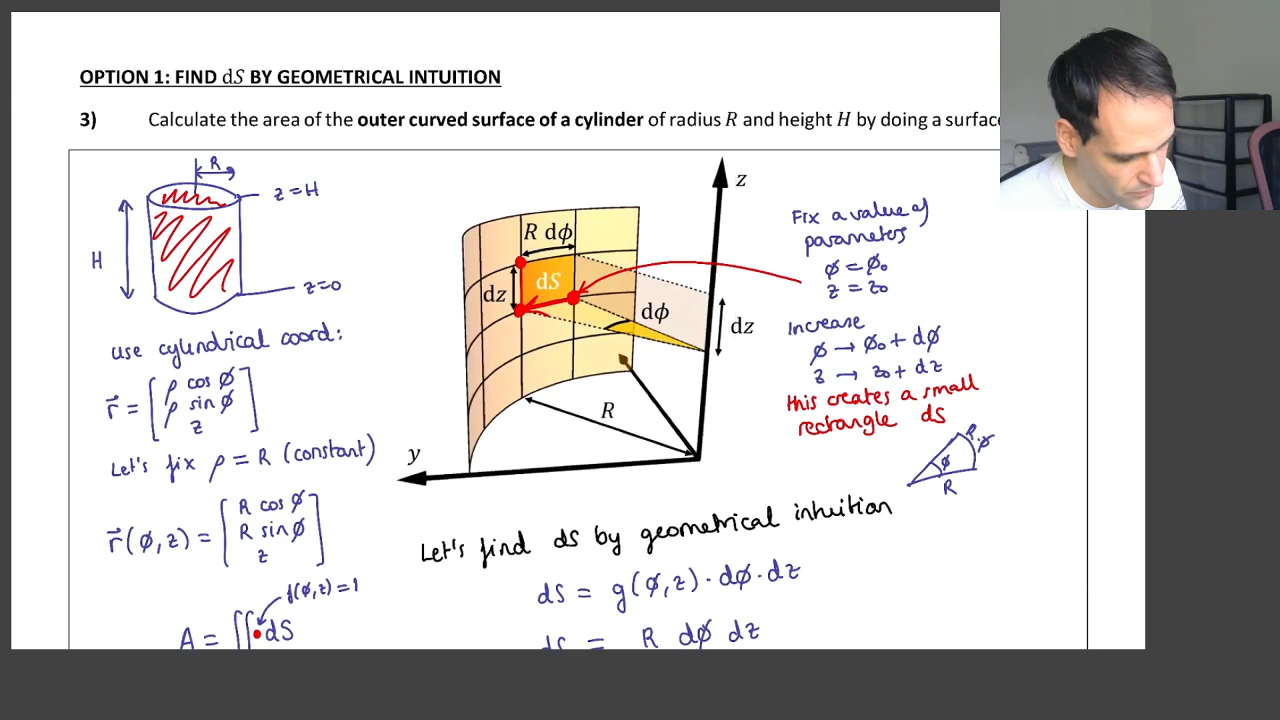 OPTION 1: FIND dS BY GEOMETRICAL INTUITION
3) Calculate the area of the outer curved surface of a cylinder of radius R and height H by doing a surfac
R
z = H
H
z=0
use cylindrical coord:
r⃗ = [ρ cos ϕ
ρ sin ϕ
z]
Let's fix ρ = R (constant)
r⃗(ϕ, z) = [R cos ϕ
R sin ϕ
z]
f(ϕ, z) = 1
A = ∬ • dS
z
R dϕ
dS
dz
dϕ
dz
R
y
Fix a value of
parameters
ϕ = ϕ₀
z = z₀
Increase
ϕ → ϕ₀ + dϕ
z → z₀ + dz
this creates a small
rectangle dS
R.ϕ
ϕ
R
Let's find dS by geometrical intuition
dS = g(ϕ, z) · dϕ · dz
dS = R dϕ dz